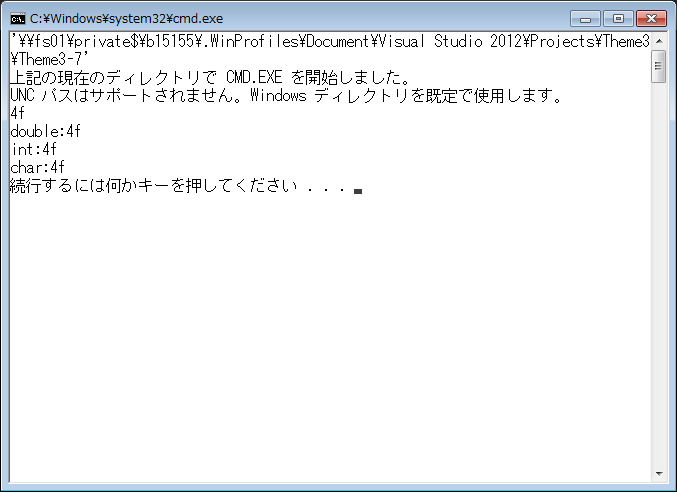 C:¥Windows¥system32¥cmd.exe
'¥¥fs01¥private$¥b15155¥.WinProfiles¥Document¥Visual Studio 2012¥Projects¥Theme3
¥Theme3-7'
上記の現在のディレクトリで CMD.EXE を開始しました。
UNC パスはサポートされません。Windows ディレクトリを既定で使用します。
4f
double:4f
int:4f
char:4f
続行するには何かキーを押してください . . .